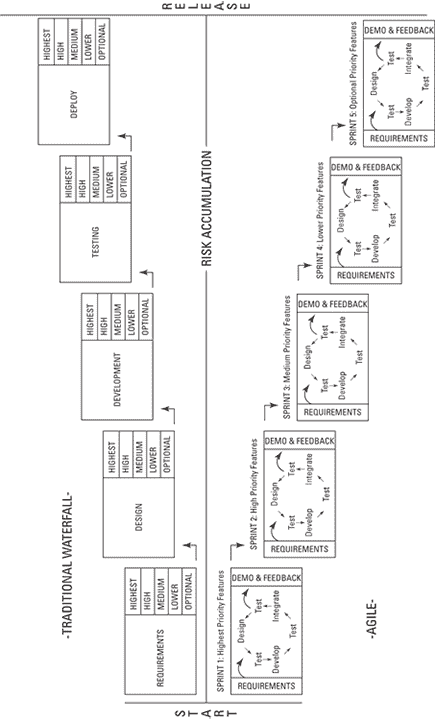 START
-TRADITIONAL WATERFALL-
REQUIREMENTS
HIGHEST
HIGH
MEDIUM
LOWER
OPTIONAL
DESIGN
HIGHEST
HIGH
MEDIUM
LOWER
OPTIONAL
DEVELOPMENT
HIGHEST
HIGH
MEDIUM
LOWER
OPTIONAL
TESTING
HIGHEST
HIGH
MEDIUM
LOWER
OPTIONAL
DEPLOY
HIGHEST
HIGH
MEDIUM
LOWER
OPTIONAL
RISK ACCUMULATION
SPRINT 1: Highest Priority Features
REQUIREMENTS
Design
Test
Test
Develop
Integrate
Test
DEMO & FEEDBACK
SPRINT 2: High Priority Features
REQUIREMENTS
Design
Test
Test
Develop
Integrate
Test
DEMO & FEEDBACK
SPRINT 3: Medium Priority Features
REQUIREMENTS
Design
Test
Test
Develop
Integrate
Test
DEMO & FEEDBACK
SPRINT 4: Lower Priority Features
REQUIREMENTS
Design
Test
Test
Develop
Integrate
Test
DEMO & FEEDBACK
SPRINT 5: Optional Priority Features
REQUIREMENTS
Design
Test
Test
Develop
Integrate
Test
DEMO & FEEDBACK
-AGILE-
RELEASE